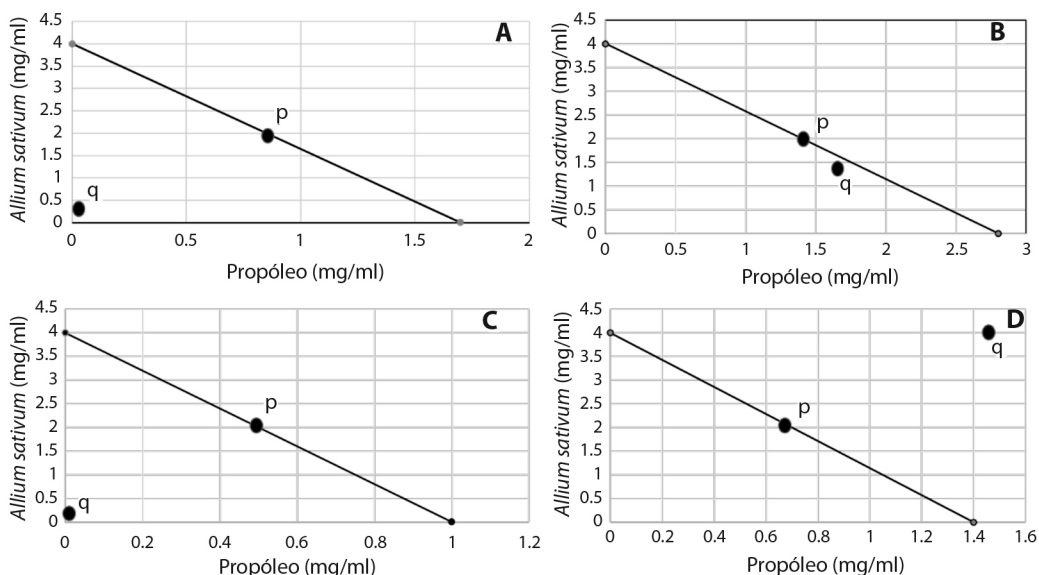 A
Allium sativum (mg/ml)
4.5
4
3.5
3
2.5
2
1.5
1
0.5
0
p
q
0 0.5 1 1.5 2
Propóleo (mg/ml)
B
Allium sativum (mg/ml)
4.5
4
3.5
3
2.5
2
1.5
1
0.5
0
p
q
0 0.5 1 1.5 2 2.5 3
Propóleo (mg/ml)
C
Allium sativum (mg/ml)
4.5
4
3.5
3
2.5
2
1.5
1
0.5
0
p
q
0 0.2 0.4 0.6 0.8 1 1.2
Propóleo (mg/ml)
D
Allium sativum (mg/ml)
4.5
4
3.5
3
2.5
2
1.5
1
0.5
0
q
p
0 0.2 0.4 0.6 0.8 1.0 1.2 1.4 1.6
Propóleo (mg/ml)